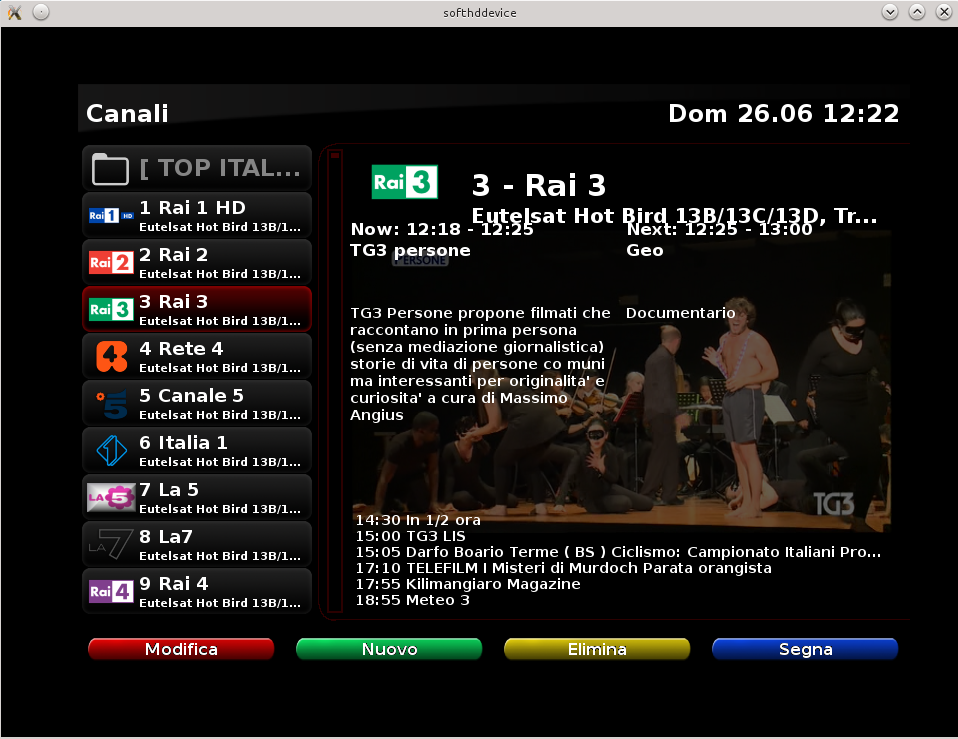 softhddevice
Canali
Dom 26.06 12:22
[ TOP ITAL...
Rai 1 HD
1 Rai 1 HD
Eutelsat Hot Bird 13B/1...
Rai 2
2 Rai 2
Eutelsat Hot Bird 13B/1...
Rai 3
3 Rai 3
Eutelsat Hot Bird 13B/1...
4
4 Rete 4
Eutelsat Hot Bird 13B/1...
5
5 Canale 5
Eutelsat Hot Bird 13B/1...
1
6 Italia 1
Eutelsat Hot Bird 13B/1...
LA 5
7 La 5
Eutelsat Hot Bird 13B/1...
LA7
8 La7
Eutelsat Hot Bird 13B/1...
Rai 4
9 Rai 4
Eutelsat Hot Bird 13B/1...
Rai 3
3 - Rai 3
Eutelsat Hot Bird 13B/13C/13D, Tr...
Now: 12:18 - 12:25
TG3 persone
PERSONE
Next: 12:25 - 13:00
Geo
TG3 Persone propone filmati che
raccontano in prima persona
(senza mediazione giornalistica)
storie di vita di persone co muni
ma interessanti per originalita' e
curiosita' a cura di Massimo
Angius
Documentario
TG3
14:30 In 1/2 ora
15:00 TG3 LIS
15:05 Darfo Boario Terme ( BS ) Ciclismo: Campionato Italiani Pro...
17:10 TELEFILM I Misteri di Murdoch Parata orangista
17:55 Kilimangiaro Magazine
18:55 Meteo 3
Modifica
Nuovo
Elimina
Segna